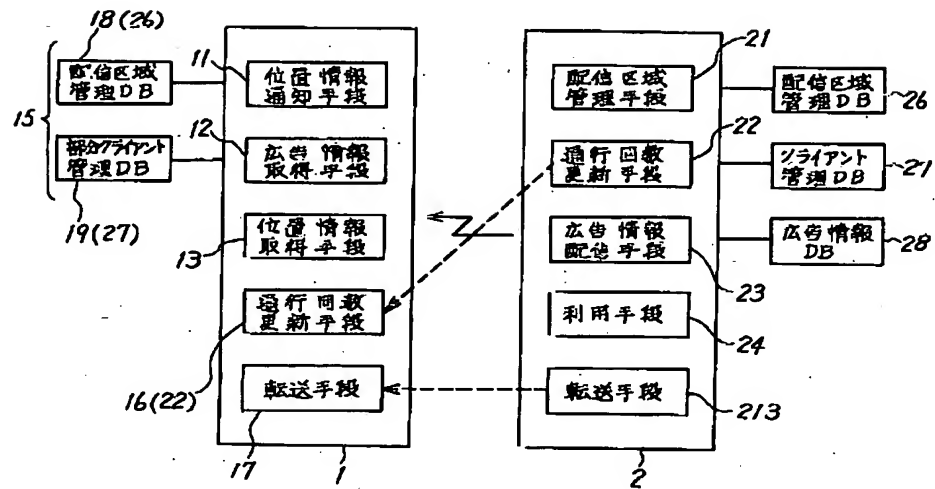 18(26)
配信区域
管理DB
15
部分クライアント
管理DB
19(27)
11
位置情報
通知手段
12
広告情報
取得手段
位置情報
取得手段
13
通行回数
更新手段
16(22)
転送手段
17
1
21
配信区域
管理手段
22
通行回数
更新手段
広告情報
配信手段
23
利用手段
24
転送手段
213
2
配信区域
管理DB
26
クライアント
管理DB
27
広告情報
DB
28